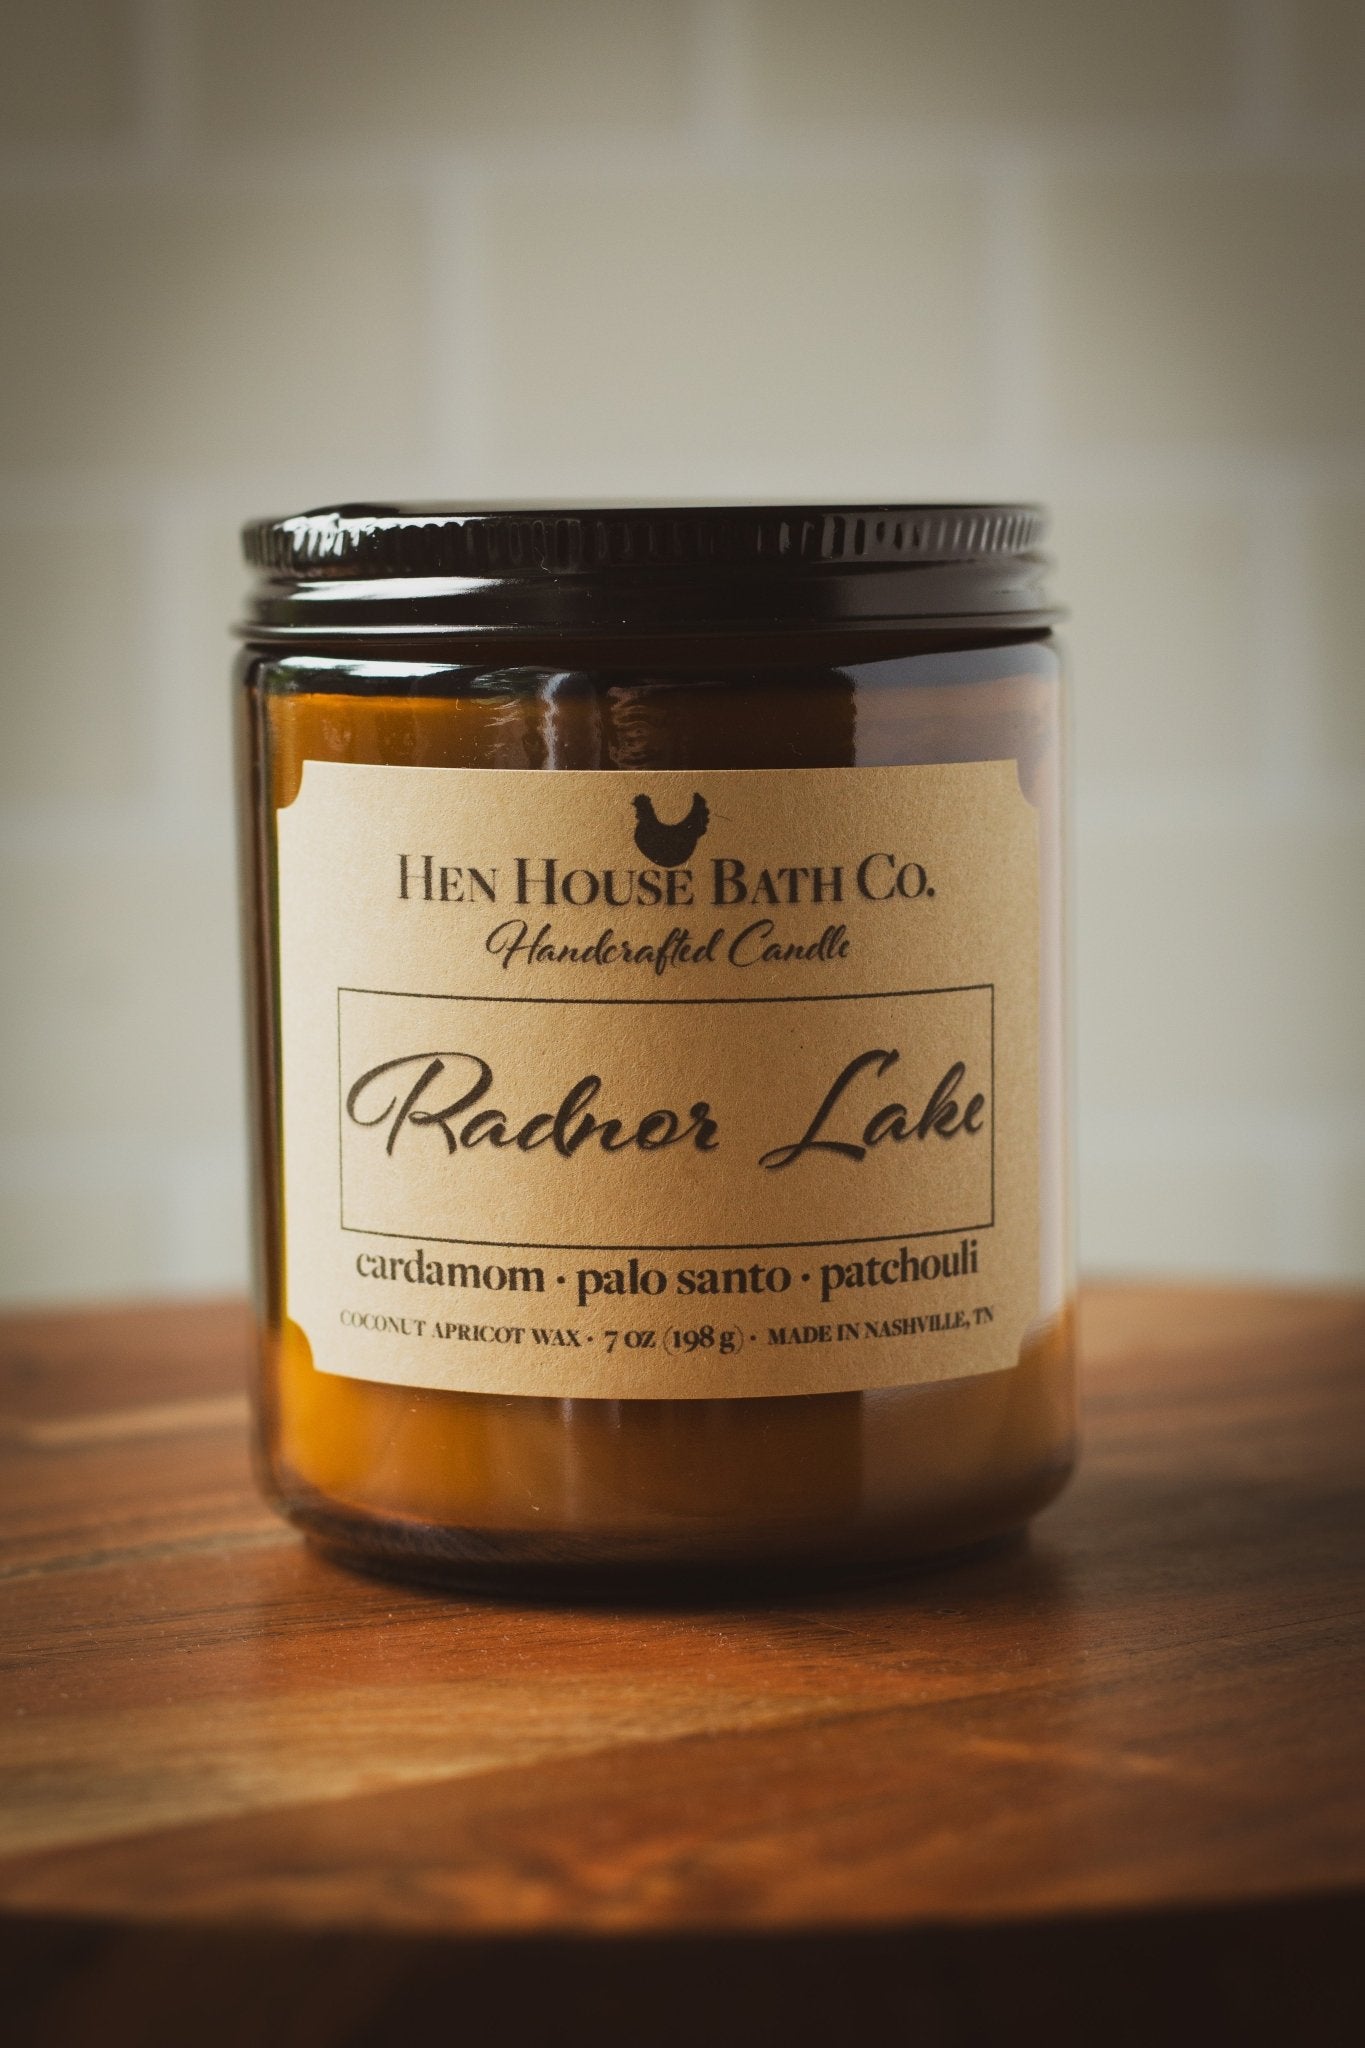 HEN HOUSE BATH CO.
Handcrafted Candle
Radnor Lake
cardamom · palo santo · patchouli
COCONUT APRICOT WAX · 7 OZ (198 g) · MADE IN NASHVILLE, TN